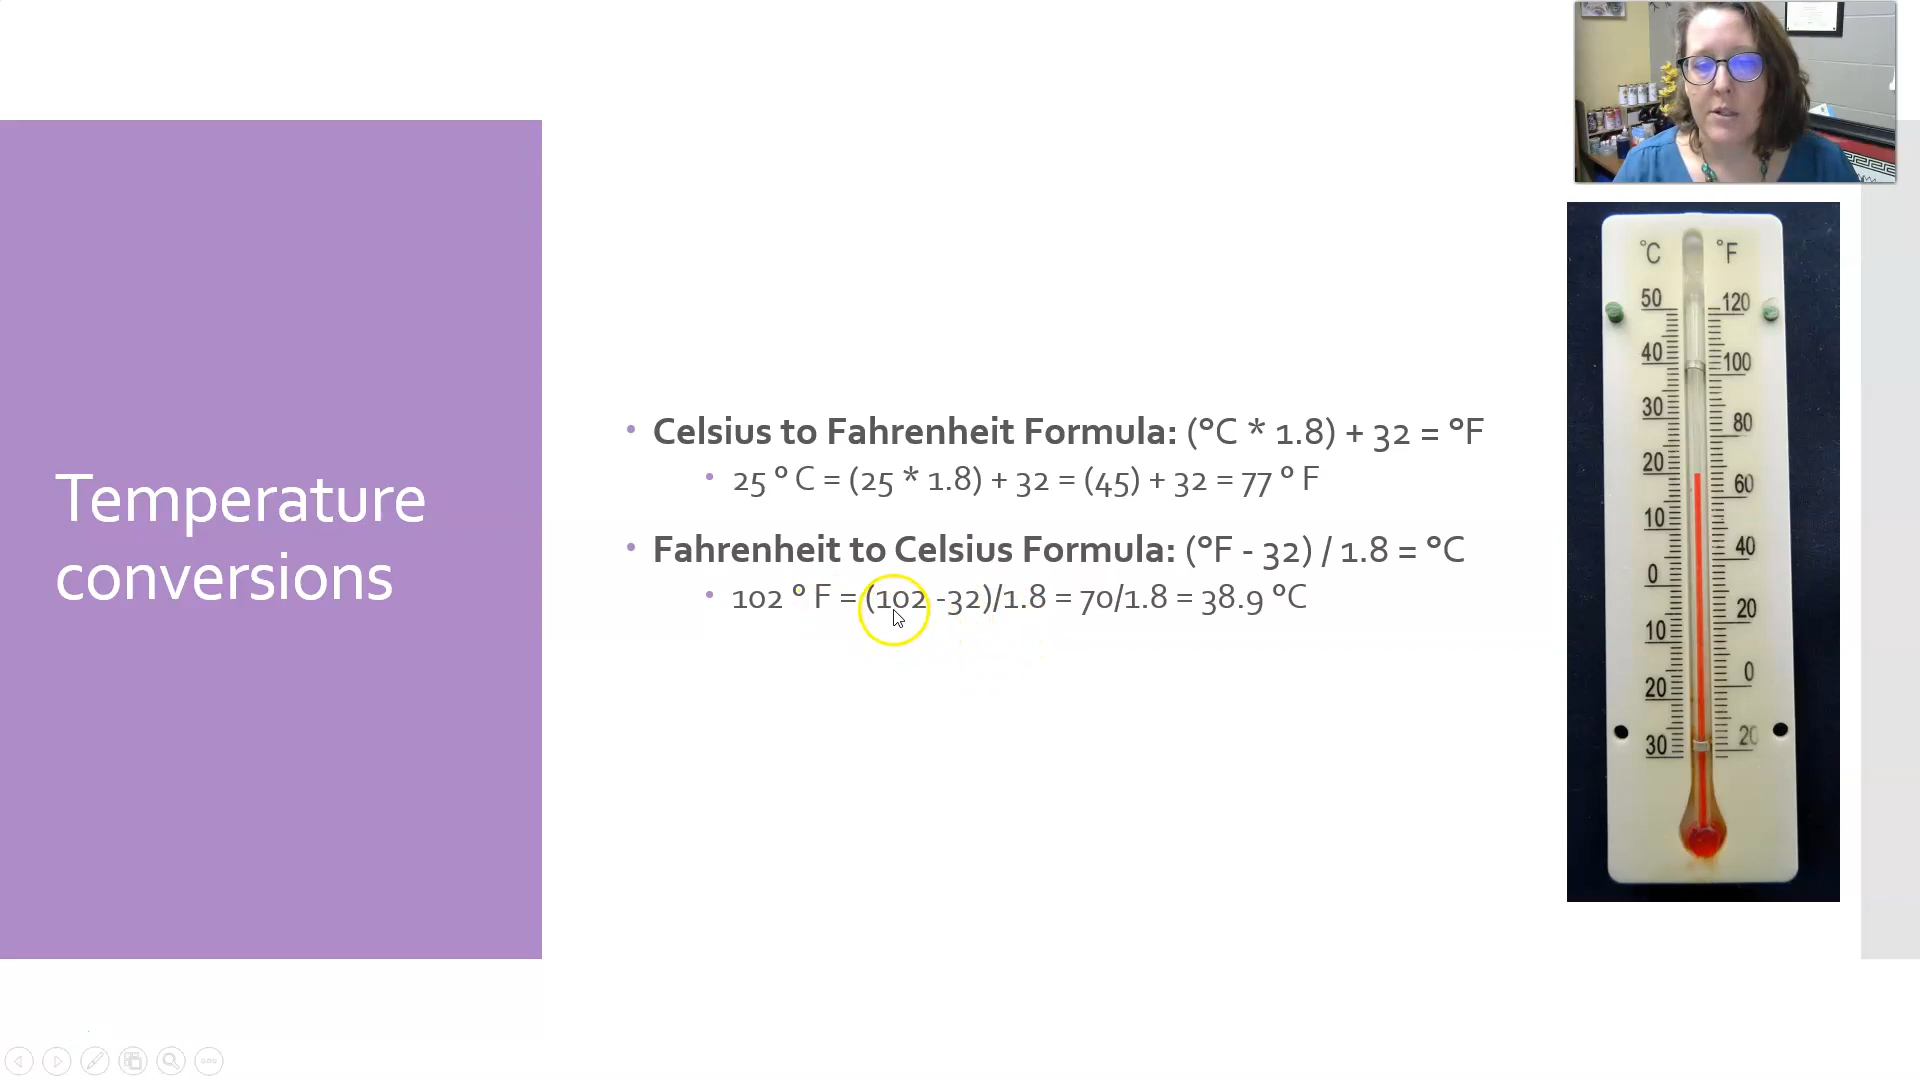 Temperature
conversions
• Celsius to Fahrenheit Formula: (°C * 1.8) + 32 = °F
• 25 ° C = (25 * 1.8) + 32 = (45) + 32 = 77 ° F
• Fahrenheit to Celsius Formula: (°F - 32) / 1.8 = °C
• 102 ° F = (102 -32)/1.8 = 70/1.8 = 38.9 °C
°C °F
50 120
40 100
30 80
20 60
10 40
0 20
10 0
20 20
30